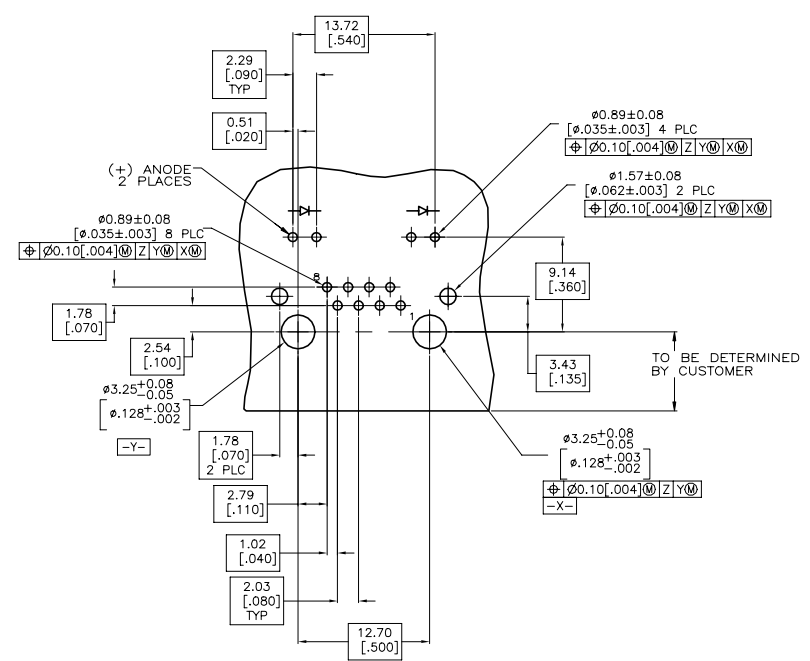 13.72
[.540]
2.29
[.090]
TYP
0.51
[.020]
(+) ANODE
2 PLACES
ø0.89±0.08
[ø.035±.003] 4 PLC
⌖ Ø0.10[.004]Ⓜ Z YⓂ XⓂ
ø1.57±0.08
[ø.062±.003] 2 PLC
⌖ Ø0.10[.004]Ⓜ Z YⓂ XⓂ
ø0.89±0.08
[ø.035±.003] 8 PLC
⌖ Ø0.10[.004]Ⓜ Z YⓂ XⓂ
8
1
9.14
[.360]
1.78
[.070]
2.54
[.100]
3.43
[.135]
TO BE DETERMINED
BY CUSTOMER
ø3.25+0.08
−0.05
[ø.128+.003
−.002]
-Y-
1.78
[.070]
2 PLC
ø3.25+0.08
−0.05
[ø.128+.003
−.002]
⌖ Ø0.10[.004]Ⓜ Z YⓂ
-X-
2.79
[.110]
1.02
[.040]
2.03
[.080]
TYP
12.70
[.500]